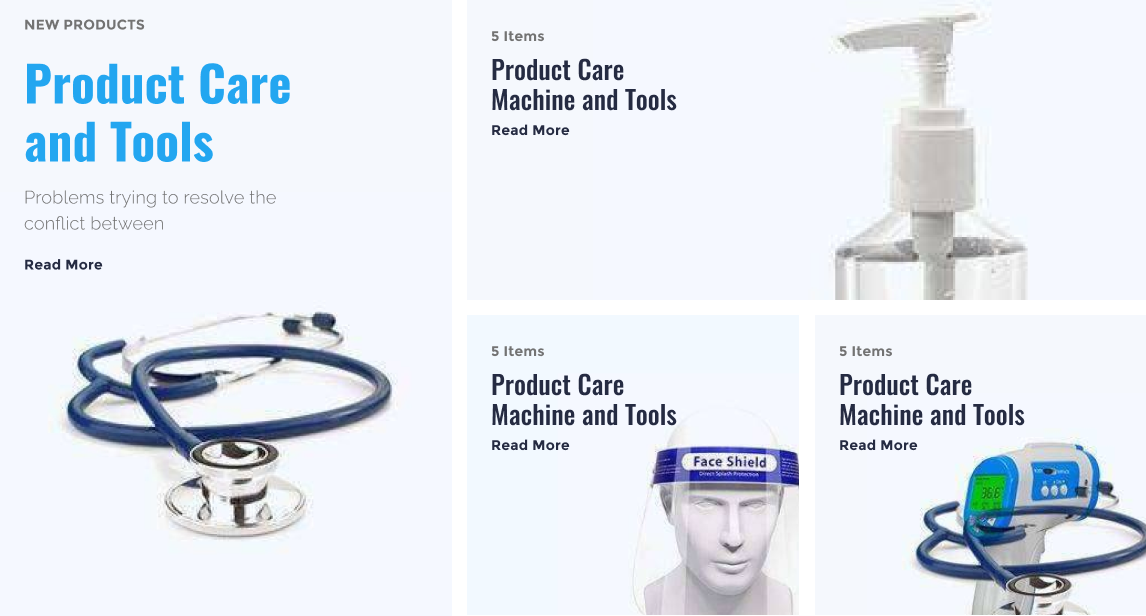 NEW PRODUCTS
Product Care
and Tools
Problems trying to resolve the
conflict between
Read More
5 Items
Product Care
Machine and Tools
Read More
5 Items
Product Care
Machine and Tools
Read More
Face Shield
Direct Splash Protection
5 Items
Product Care
Machine and Tools
Read More
36.6